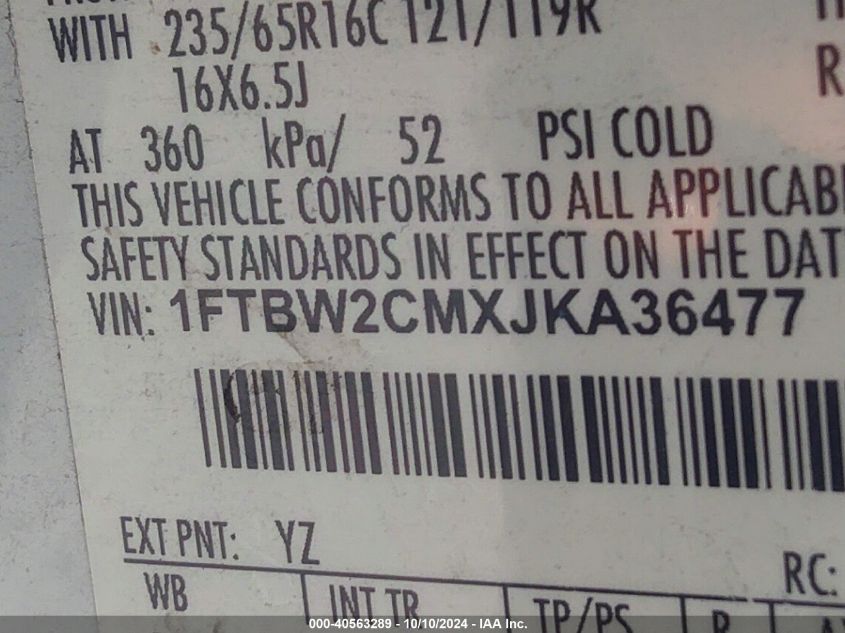 WITH 235/65R16C 121/119R
16X6.5J
R
AT 360 kPa/ 52 PSI COLD
THIS VEHICLE CONFORMS TO ALL
SAFETY STANDARDS IN EFFECT ON THE
VIN: 1FTBW2CMXJKA36477
EXT PNT: YZ
RC:
WB INT TR TP/PS R
000-40563289 - 10/10/2024 - IAA Inc.